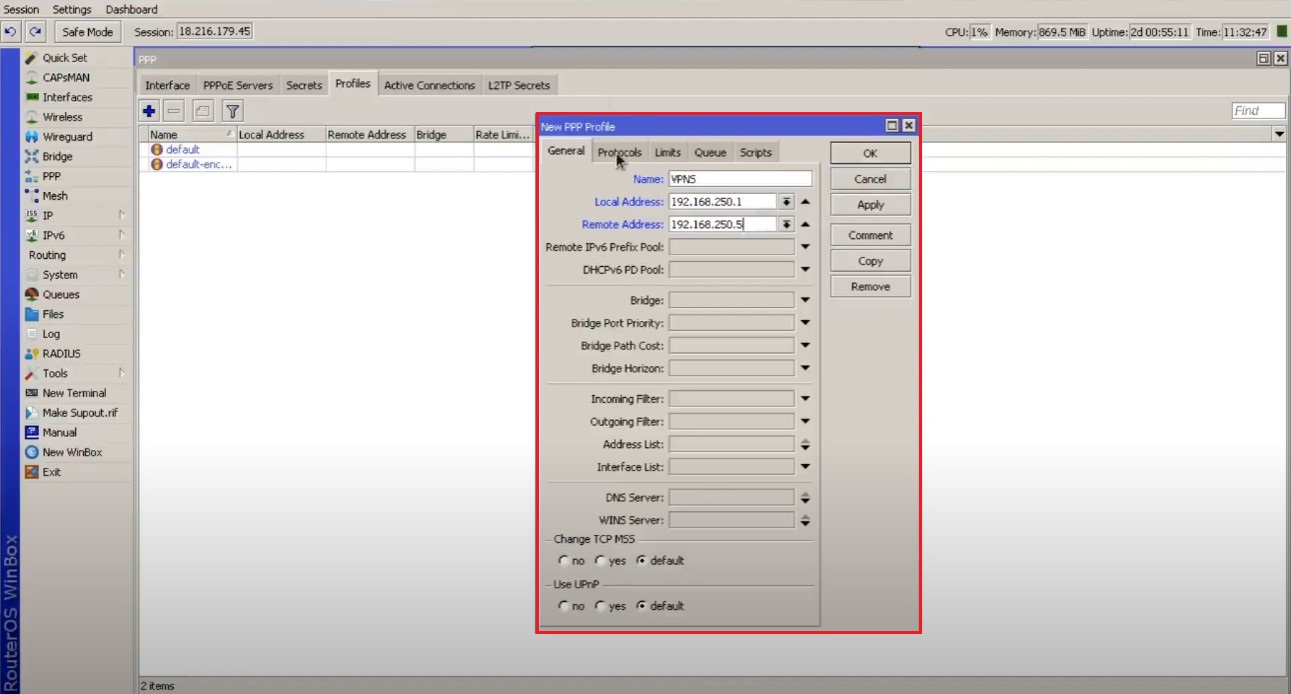 Session Settings Dashboard
Safe Mode Session: 18.216.179.45 CPU: 1% Memory: 869.5 MiB Uptime: 2d 00:55:11 Time: 11:32:47
Quick Set
CAPsMAN
Interfaces
Wireless
Wireguard
Bridge
PPP
Mesh
IP
IPv6
Routing
System
Queues
Files
Log
RADIUS
Tools
New Terminal
Make Supout.rif
Manual
New WinBox
Exit
RouterOS WinBox
PPP
Interface PPPoE Servers Secrets Profiles Active Connections L2TP Secrets
Find
Name Local Address Remote Address Bridge Rate Limi...
default
default-enc...
2 items
New PPP Profile
General Protocols Limits Queue Scripts
Name: VPNS
Local Address: 192.168.250.1
Remote Address: 192.168.250.5
Remote IPv6 Prefix Pool:
DHCPv6 PD Pool:
Bridge:
Bridge Port Priority:
Bridge Path Cost:
Bridge Horizon:
Incoming Filter:
Outgoing Filter:
Address List:
Interface List:
DNS Server:
WINS Server:
Change TCP MSS
no yes default
Use UPnP
no yes default
OK
Cancel
Apply
Comment
Copy
Remove